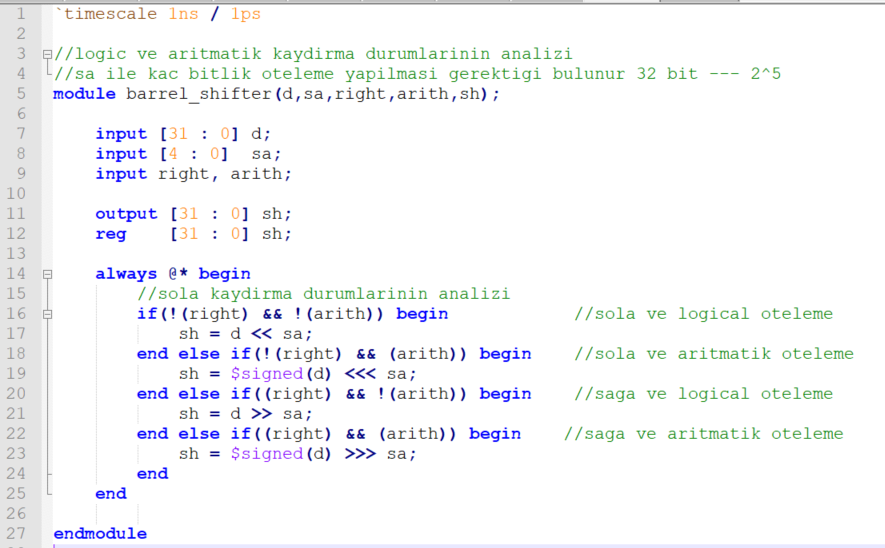 1 `timescale 1ns / 1ps
2
3 //logic ve aritmatik kaydirma durumlarinin analizi
4 //sa ile kac bitlik oteleme yapilmasi gerektigi bulunur 32 bit --- 2^5
5 module barrel_shifter(d,sa,right,arith,sh);
6
7     input [31 : 0] d;
8     input [4 : 0]  sa;
9     input right, arith;
10
11     output [31 : 0] sh;
12     reg    [31 : 0] sh;
13
14     always @* begin
15         //sola kaydirma durumlarinin analizi
16         if(!(right) && !(arith)) begin            //sola ve logical oteleme
17             sh = d << sa;
18         end else if(!(right) && (arith)) begin    //sola ve aritmatik oteleme
19             sh = $signed(d) <<< sa;
20         end else if((right) && !(arith)) begin    //saga ve logical oteleme
21             sh = d >> sa;
22         end else if((right) && (arith)) begin    //saga ve aritmatik oteleme
23             sh = $signed(d) >>> sa;
24         end
25     end
26
27 endmodule